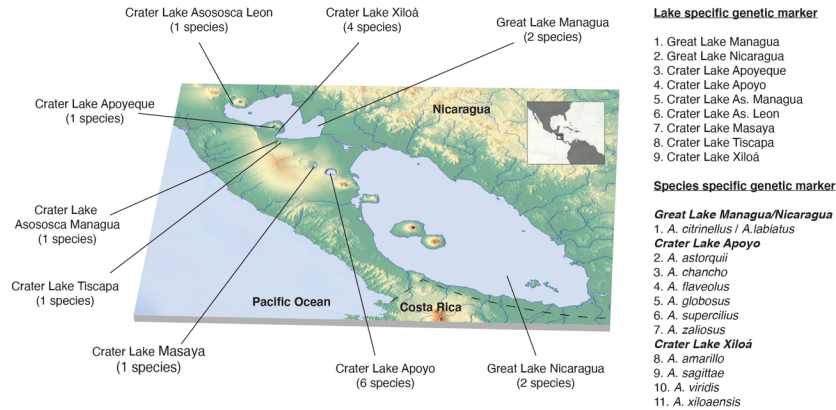 Crater Lake Asososca Leon
(1 species)
Crater Lake Xiloá
(4 species)
Great Lake Managua
(2 species)
Crater Lake Apoyeque
(1 species)
Nicaragua
Crater Lake
Asososca Managua
(1 species)
Crater Lake Tiscapa
(1 species)
Pacific Ocean
Costa Rica
Crater Lake Masaya
(1 species)
Crater Lake Apoyo
(6 species)
Great Lake Nicaragua
(2 species)
Lake specific genetic marker
1. Great Lake Managua
2. Great Lake Nicaragua
3. Crater Lake Apoyeque
4. Crater Lake Apoyo
5. Crater Lake As. Managua
6. Crater Lake As. Leon
7. Crater Lake Masaya
8. Crater Lake Tiscapa
9. Crater Lake Xiloá
Species specific genetic marker
Great Lake Managua/Nicaragua
1. A. citrinellus / A.labiatus
Crater Lake Apoyo
2. A. astorquii
3. A. chancho
4. A. flaveolus
5. A. globosus
6. A. supercilius
7. A. zaliosus
Crater Lake Xiloá
8. A. amarillo
9. A. sagittae
10. A. viridis
11. A. xiloaensis